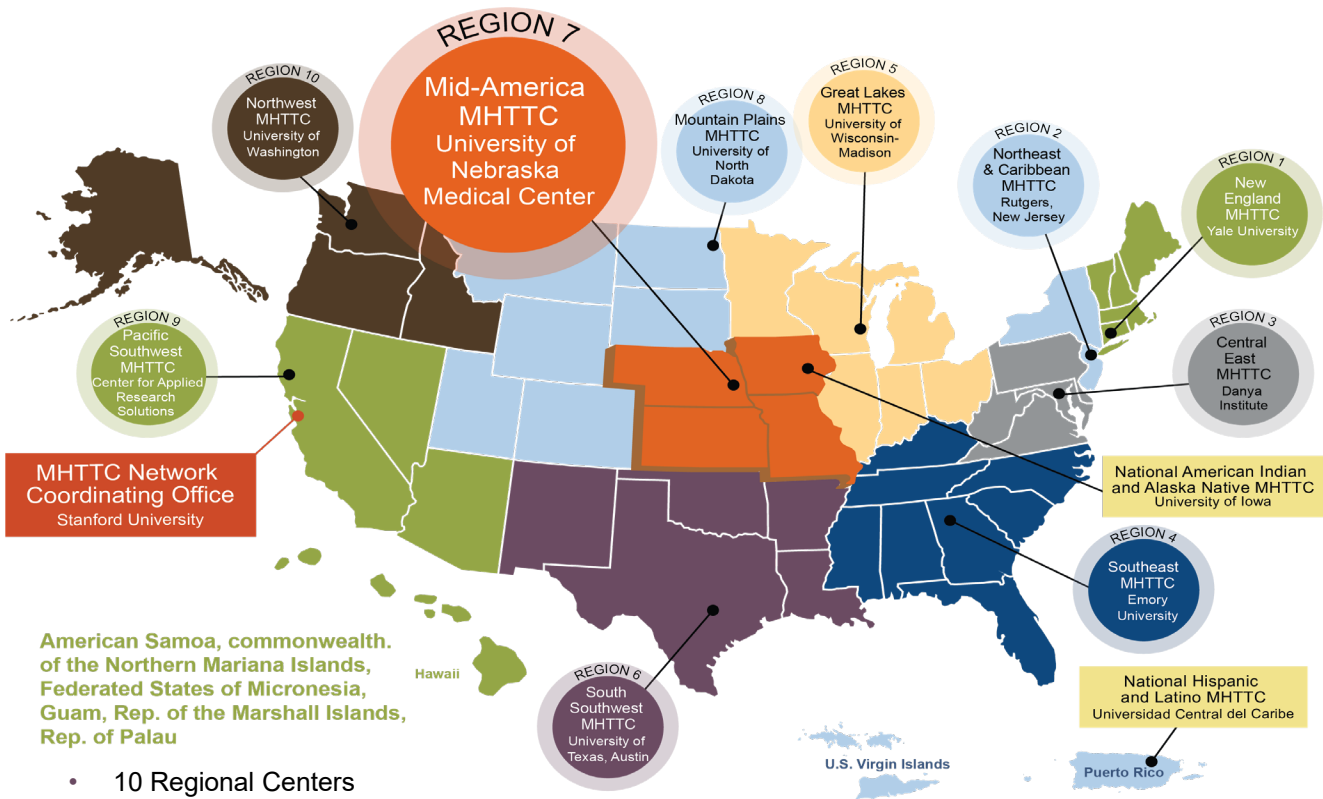 REGION 7
Mid-America
MHTTC
University of
Nebraska
Medical Center
REGION 10
Northwest
MHTTC
University of
Washington
REGION 8
Mountain Plains
MHTTC
University of
North
Dakota
REGION 5
Great Lakes
MHTTC
University of
Wisconsin-
Madison
REGION 2
Northeast
& Caribbean
MHTTC
Rutgers,
New Jersey
REGION 1
New
England
MHTTC
Yale University
REGION 9
Pacific
Southwest
MHTTC
Center for Applied
Research
Solutions
REGION 3
Central
East
MHTTC
Danya
Institute
MHTTC Network
Coordinating Office
Stanford University
National American Indian
and Alaska Native MHTTC
University of Iowa
REGION 4
Southeast
MHTTC
Emory
University
American Samoa, commonwealth.
of the Northern Mariana Islands,
Federated States of Micronesia,
Guam, Rep. of the Marshall Islands,
Rep. of Palau
Hawaii
REGION 6
South
Southwest
MHTTC
University of
Texas, Austin
National Hispanic
and Latino MHTTC
Universidad Central del Caribe
U.S. Virgin Islands
Puerto Rico
• 10 Regional Centers